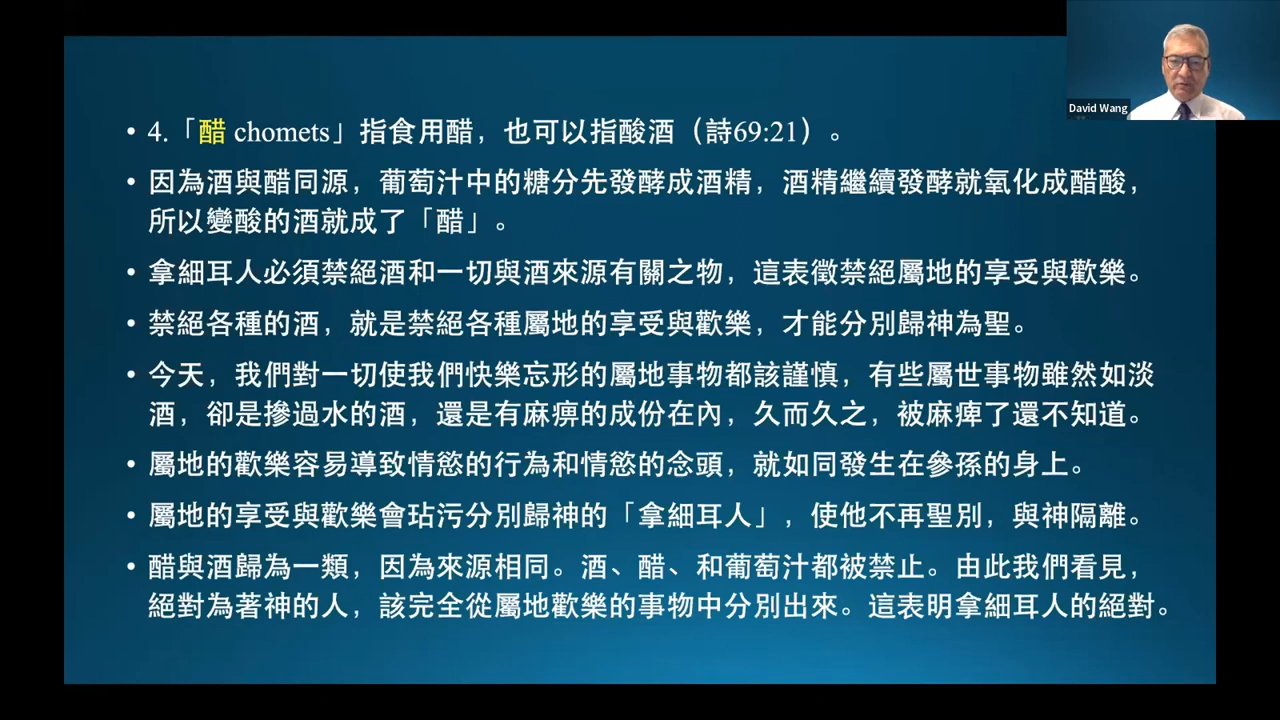 • 4.「醋 chomets」指食用醋，也可以指酸酒（詩69:21）。
• 因為酒與醋同源，葡萄汁中的糖分先發酵成酒精，酒精繼續發酵就氧化成醋酸，
所以變酸的酒就成了「醋」。
• 拿細耳人必須禁絕酒和一切與酒來源有關之物，這表徵禁絕屬地的享受與歡樂。
• 禁絕各種的酒，就是禁絕各種屬地的享受與歡樂，才能分別歸神為聖。
• 今天，我們對一切使我們快樂忘形的屬地事物都該謹慎，有些屬世事物雖然如淡
酒，卻是摻過水的酒，還是有麻痹的成份在內，久而久之，被麻痺了還不知道。
• 屬地的歡樂容易導致情慾的行為和情慾的念頭，就如同發生在參孫的身上。
• 屬地的享受與歡樂會玷污分別歸神的「拿細耳人」，使他不再聖別，與神隔離。
• 醋與酒歸為一類，因為來源相同。酒、醋、和葡萄汁都被禁止。由此我們看見，
絕對為著神的人，該完全從屬地歡樂的事物中分別出來。這表明拿細耳人的絕對。
David Wang